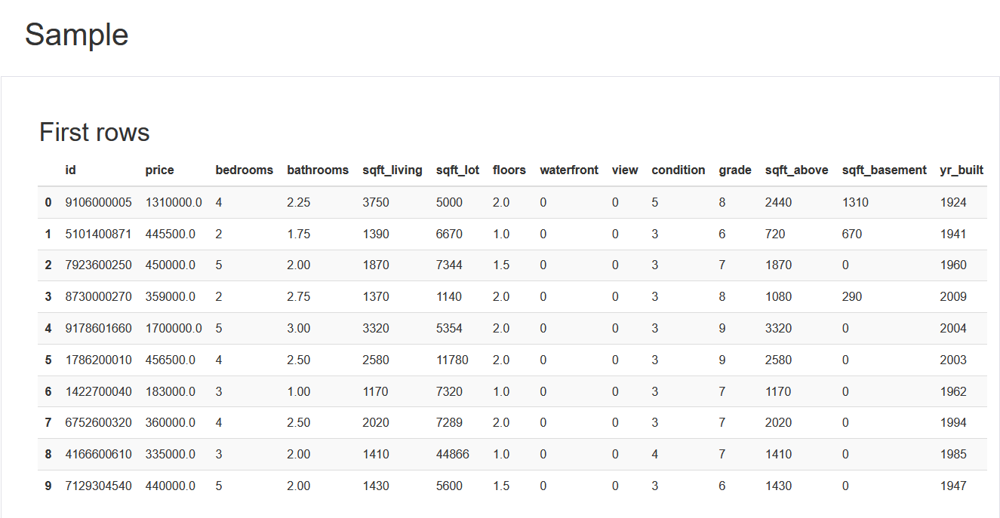 Sample
First rows
id price bedrooms bathrooms sqft_living sqft_lot floors waterfront view condition grade sqft_above sqft_basement yr_built
0 9106000005 1310000.0 4 2.25 3750 5000 2.0 0 0 5 8 2440 1310 1924
1 5101400871 445500.0 2 1.75 1390 6670 1.0 0 0 3 6 720 670 1941
2 7923600250 450000.0 5 2.00 1870 7344 1.5 0 0 3 7 1870 0 1960
3 8730000270 359000.0 2 2.75 1370 1140 2.0 0 0 3 8 1080 290 2009
4 9178601660 1700000.0 5 3.00 3320 5354 2.0 0 0 3 9 3320 0 2004
5 1786200010 456500.0 4 2.50 2580 11780 2.0 0 0 3 9 2580 0 2003
6 1422700040 183000.0 3 1.00 1170 7320 1.0 0 0 3 7 1170 0 1962
7 6752600320 360000.0 4 2.50 2020 7289 2.0 0 0 3 7 2020 0 1994
8 4166600610 335000.0 3 2.00 1410 44866 1.0 0 0 4 7 1410 0 1985
9 7129304540 440000.0 5 2.00 1430 5600 1.5 0 0 3 6 1430 0 1947